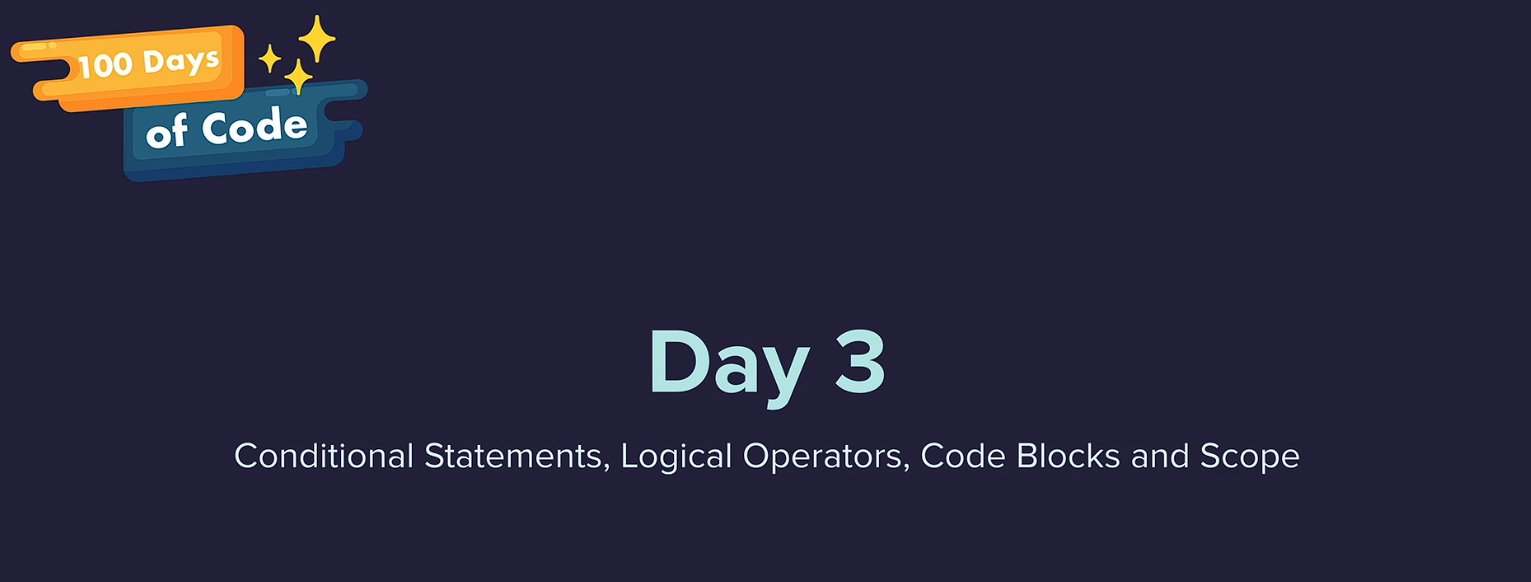 100 Days
of Code
Day 3
Conditional Statements, Logical Operators, Code Blocks and Scope